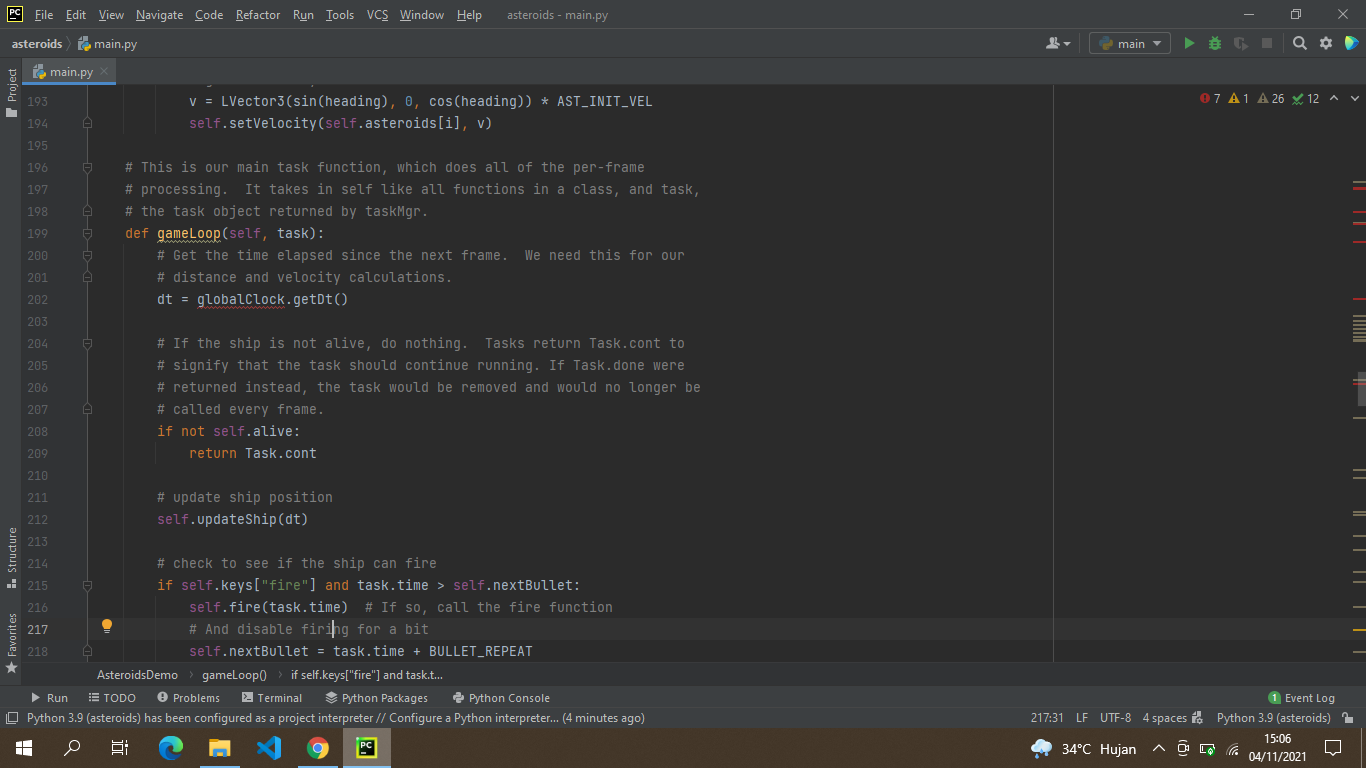 PC File Edit View Navigate Code Refactor Run Tools VCS Window Help asteroids - main.py
asteroids main.py main
main.py
Project
7 1 26 12
193 v = LVector3(sin(heading), 0, cos(heading)) * AST_INIT_VEL
194 self.setVelocity(self.asteroids[i], v)
195
196 # This is our main task function, which does all of the per-frame
197 # processing.  It takes in self like all functions in a class, and task,
198 # the task object returned by taskMgr.
199 def gameLoop(self, task):
200 # Get the time elapsed since the next frame.  We need this for our
201 # distance and velocity calculations.
202 dt = globalClock.getDt()
203
204 # If the ship is not alive, do nothing.  Tasks return Task.cont to
205 # signify that the task should continue running. If Task.done were
206 # returned instead, the task would be removed and would no longer be
207 # called every frame.
208 if not self.alive:
209 return Task.cont
210
211 # update ship position
212 self.updateShip(dt)
213
214 # check to see if the ship can fire
215 if self.keys["fire"] and task.time > self.nextBullet:
216 self.fire(task.time)  # If so, call the fire function
217 # And disable firing for a bit
218 self.nextBullet = task.time + BULLET_REPEAT
Structure
Favorites
AsteroidsDemo gameLoop() if self.keys["fire"] and task.t...
Run TODO Problems Terminal Python Packages Python Console 1 Event Log
Python 3.9 (asteroids) has been configured as a project interpreter // Configure a Python interpreter... (4 minutes ago) 217:31 LF UTF-8 4 spaces Python 3.9 (asteroids)
PC 34°C Hujan 15:06
04/11/2021